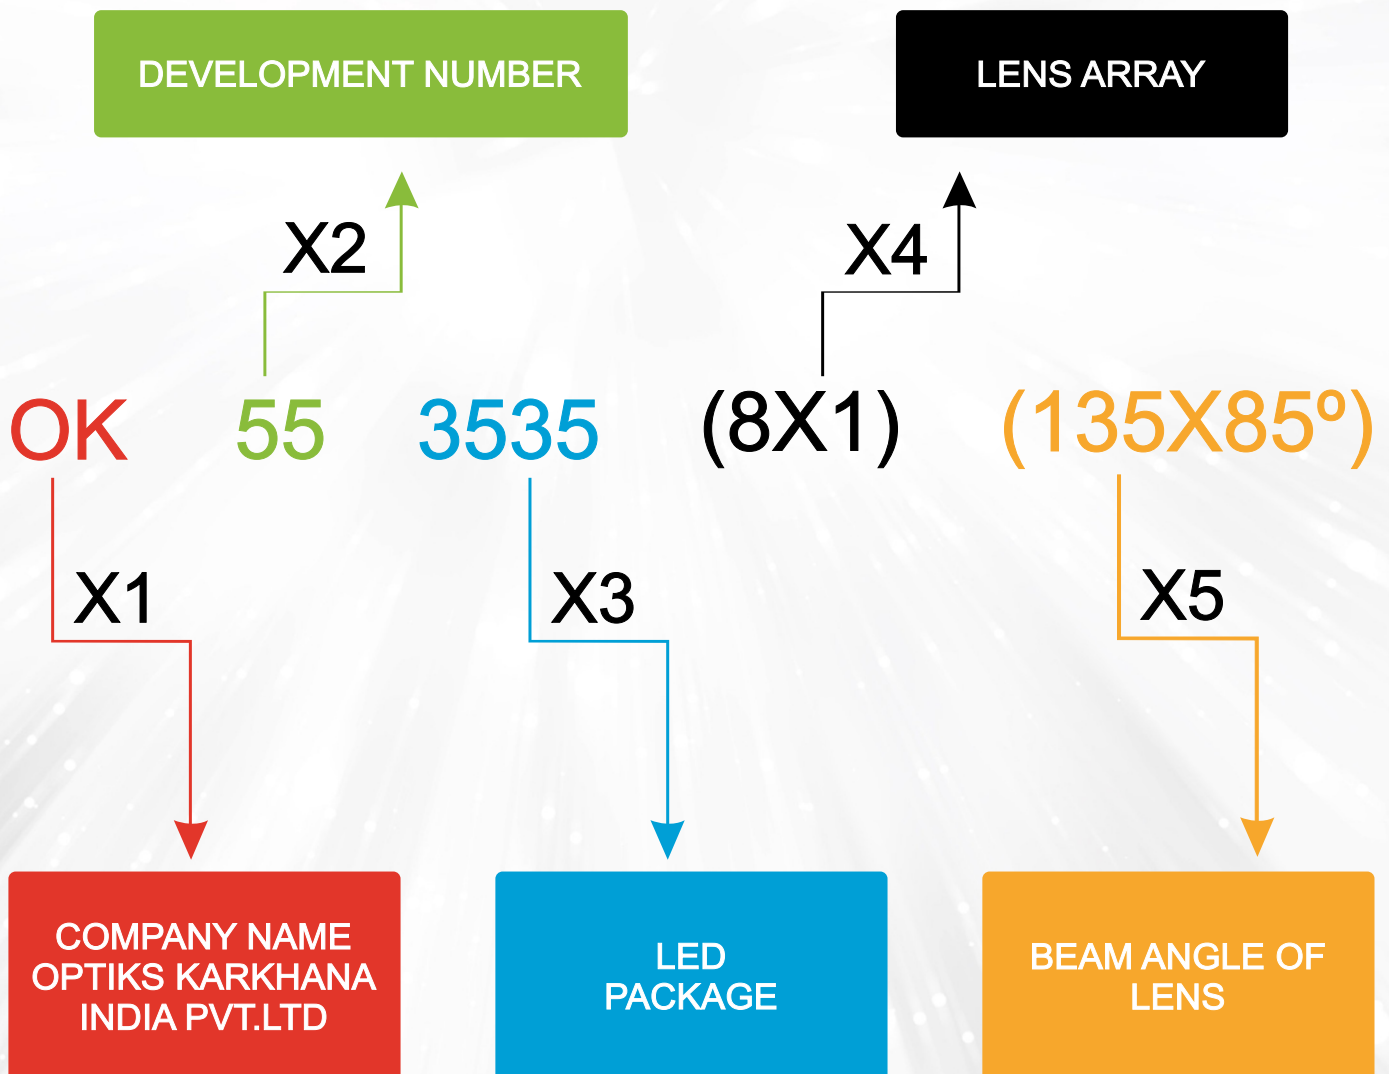 DEVELOPMENT NUMBER
LENS ARRAY
X2
X4
OK 55 3535 (8X1) (135X85º)
X1
X3
X5
COMPANY NAME
OPTIKS KARKHANA
INDIA PVT.LTD
LED
PACKAGE
BEAM ANGLE OF
LENS